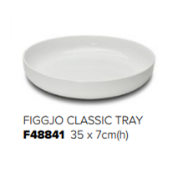 FIGGJO CLASSIC TRAY
F48841 35 x 7cm(h)